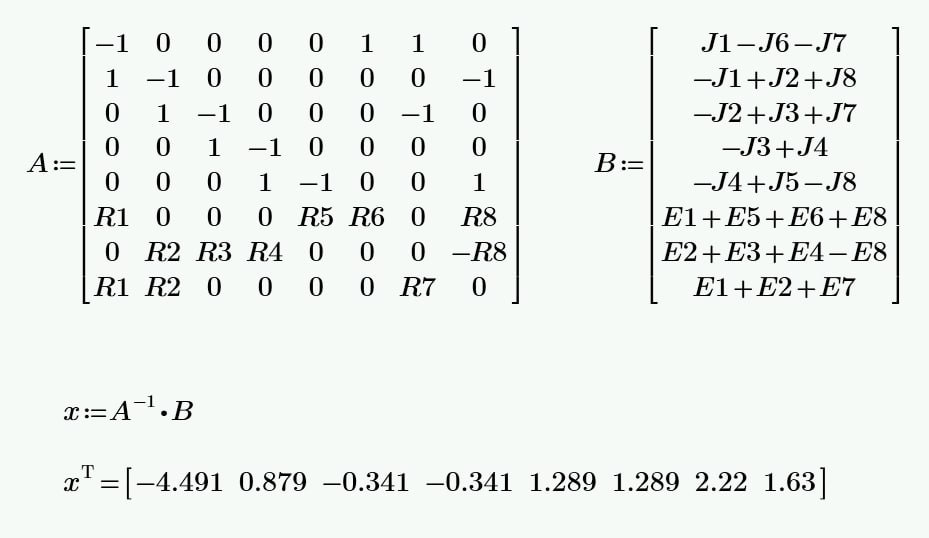 −1 0 0 0 0 1 1 0
1 −1 0 0 0 0 0 −1
0 1 −1 0 0 0 −1 0
0 0 1 −1 0 0 0 0
A:= 0 0 0 1 −1 0 0 1
R1 0 0 0 R5 R6 0 R8
0 R2 R3 R4 0 0 0 −R8
R1 R2 0 0 0 0 R7 0
J1−J6−J7
−J1+J2+J8
−J2+J3+J7
−J3+J4
B:= −J4+J5−J8
E1+E5+E6+E8
E2+E3+E4−E8
E1+E2+E7
x:=A⁻¹·B
xᵀ=[−4.491 0.879 −0.341 −0.341 1.289 1.289 2.22 1.63]